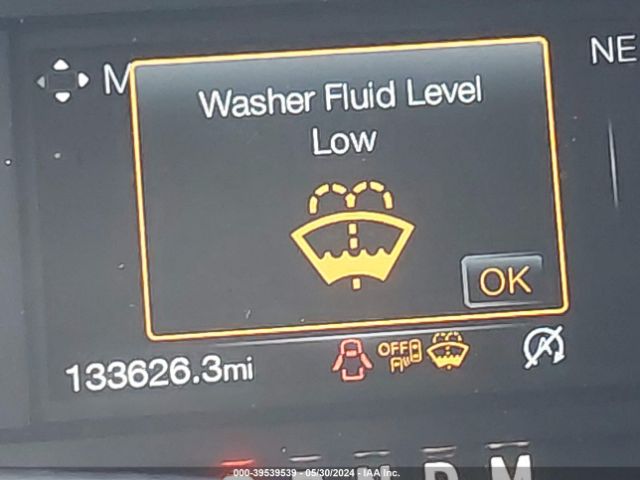 NE
M
Washer Fluid Level
Low
OK
133626.3mi
OFF
A
D M
000-39539539 - 05/30/2024 - IAA Inc.